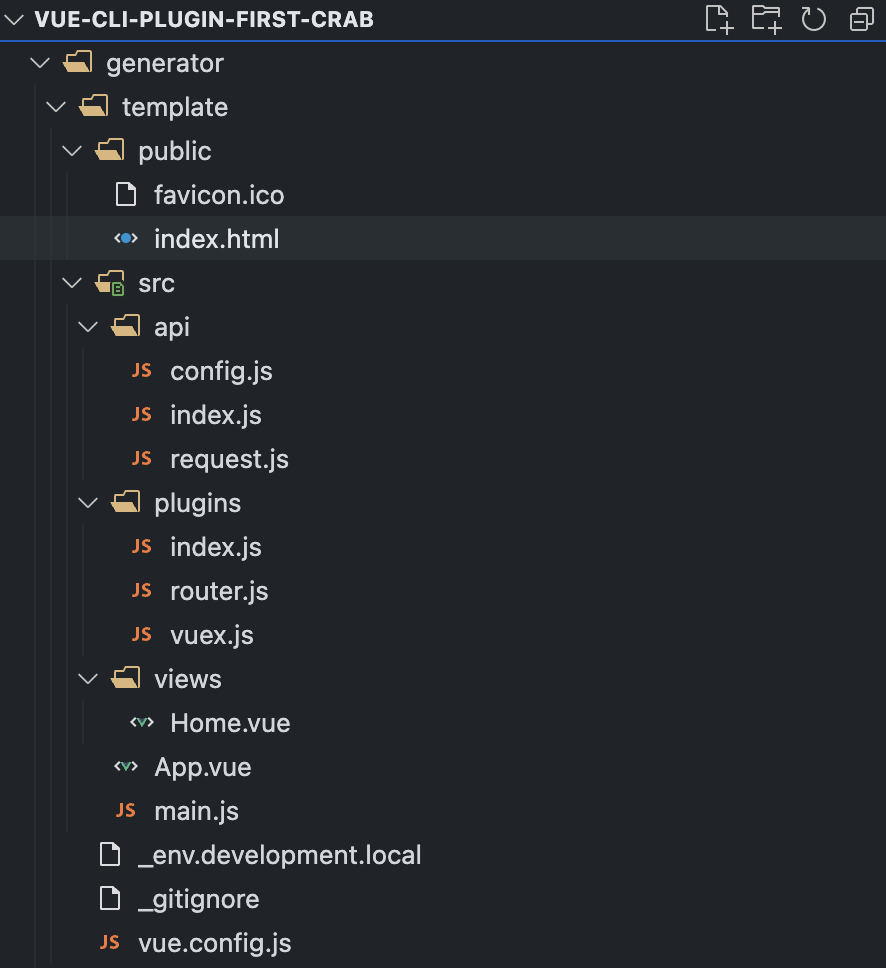 VUE-CLI-PLUGIN-FIRST-CRAB
generator
template
public
favicon.ico
index.html
src
api
JS config.js
JS index.js
JS request.js
plugins
JS index.js
JS router.js
JS vuex.js
views
Home.vue
App.vue
JS main.js
_env.development.local
_gitignore
JS vue.config.js